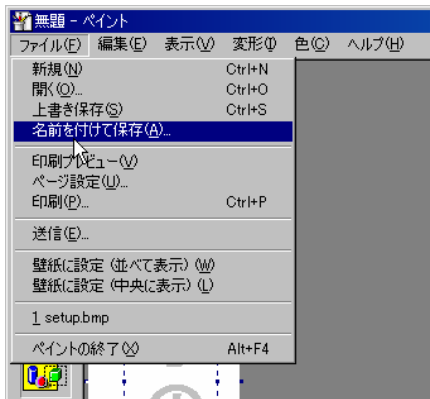 無題 - ペイント
ファイル(F) 編集(E) 表示(V) 変形(I) 色(C) ヘルプ(H)
新規(N) Ctrl+N
開く(O)... Ctrl+O
上書き保存(S) Ctrl+S
名前を付けて保存(A)...
印刷プレビュー(V)
ページ設定(U)...
印刷(P)... Ctrl+P
送信(E)...
壁紙に設定 (並べて表示) (W)
壁紙に設定 (中央に表示) (L)
1 setup.bmp
ペイントの終了(X) Alt+F4